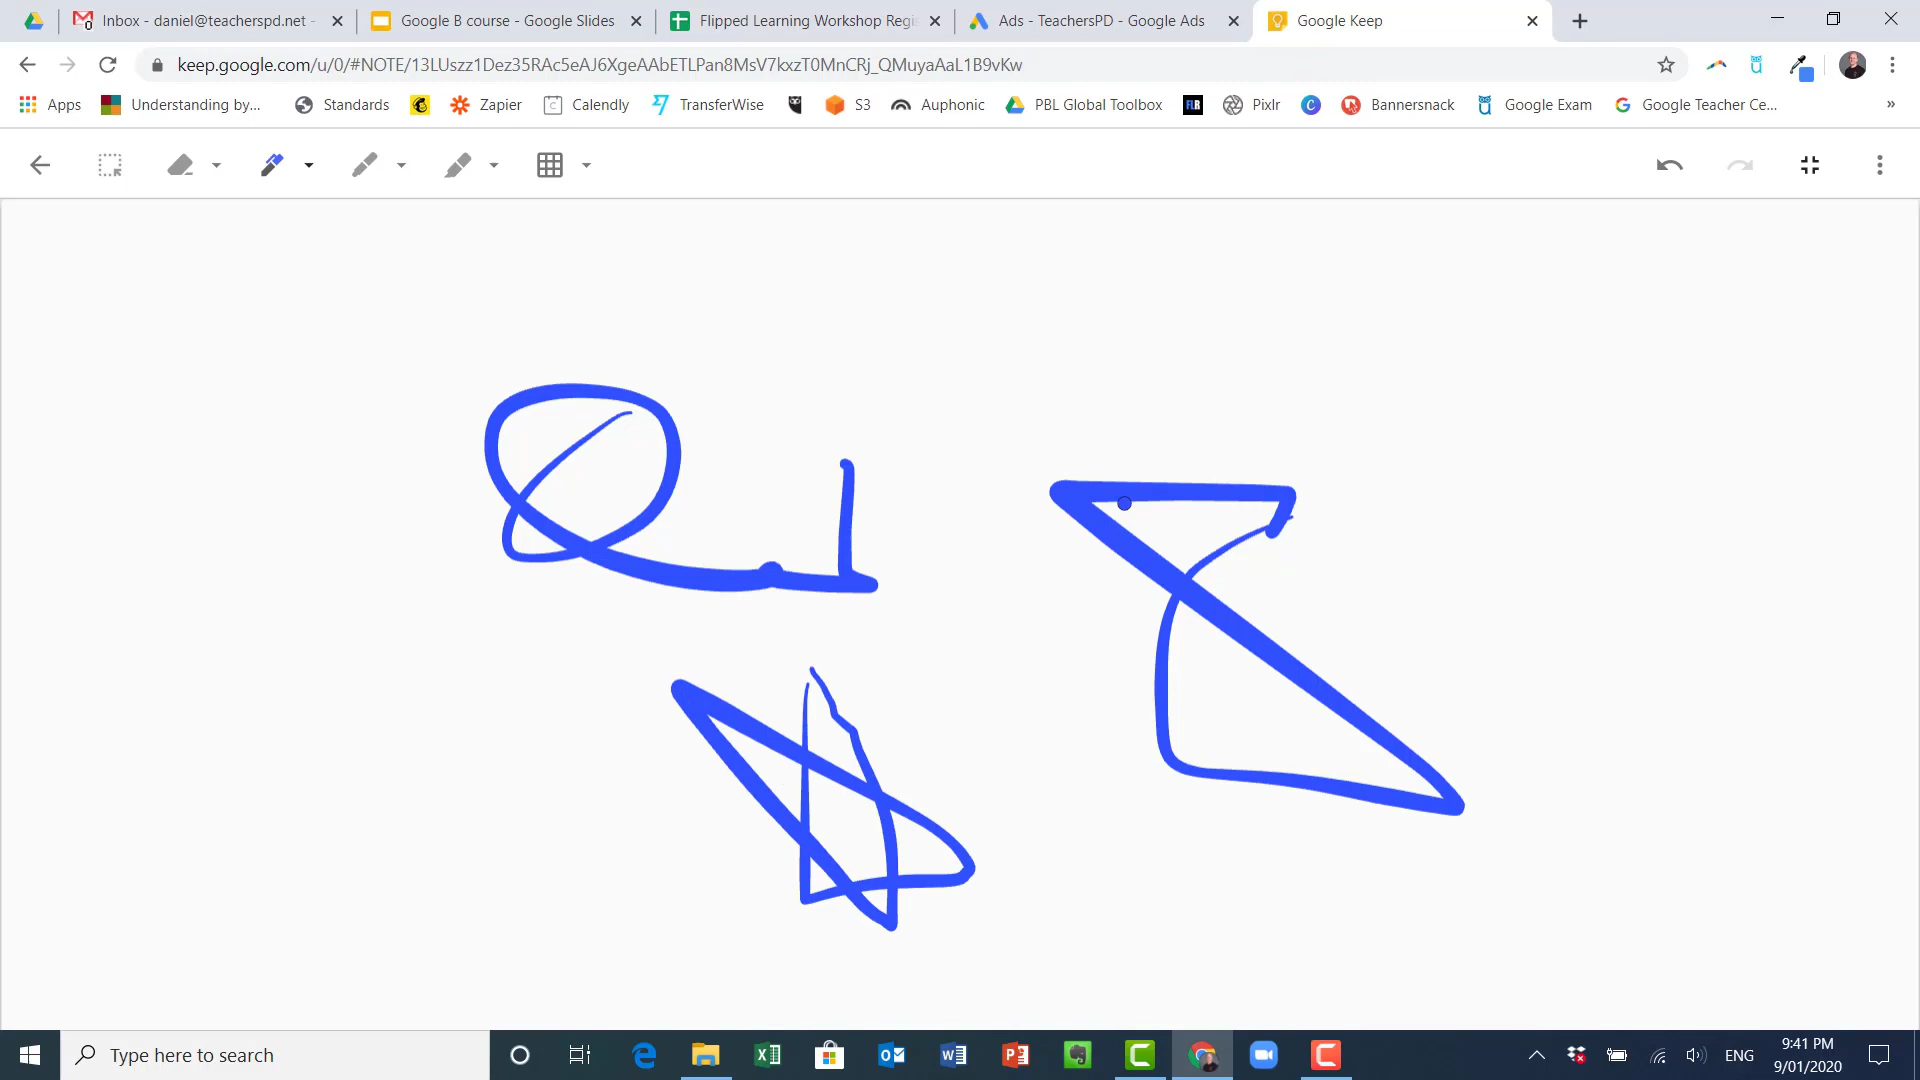 Inbox - daniel@teacherspd.net -
Google B course - Google Slides
Flipped Learning Workshop Regi
Ads - TeachersPD - Google Ads
Google Keep
keep.google.com/u/0/#NOTE/13LUszz1Dez35RAc5eAJ6XgeAAbETLPan8MsV7kxzT0MnCRj_QMuyaAaL1B9vKw
Apps
Understanding by...
Standards
Zapier
Calendly
TransferWise
S3
Auphonic
PBL Global Toolbox
FLR
Pixlr
Bannersnack
Google Exam
Google Teacher Ce...
»
Type here to search
ENG
9:41 PM
9/01/2020